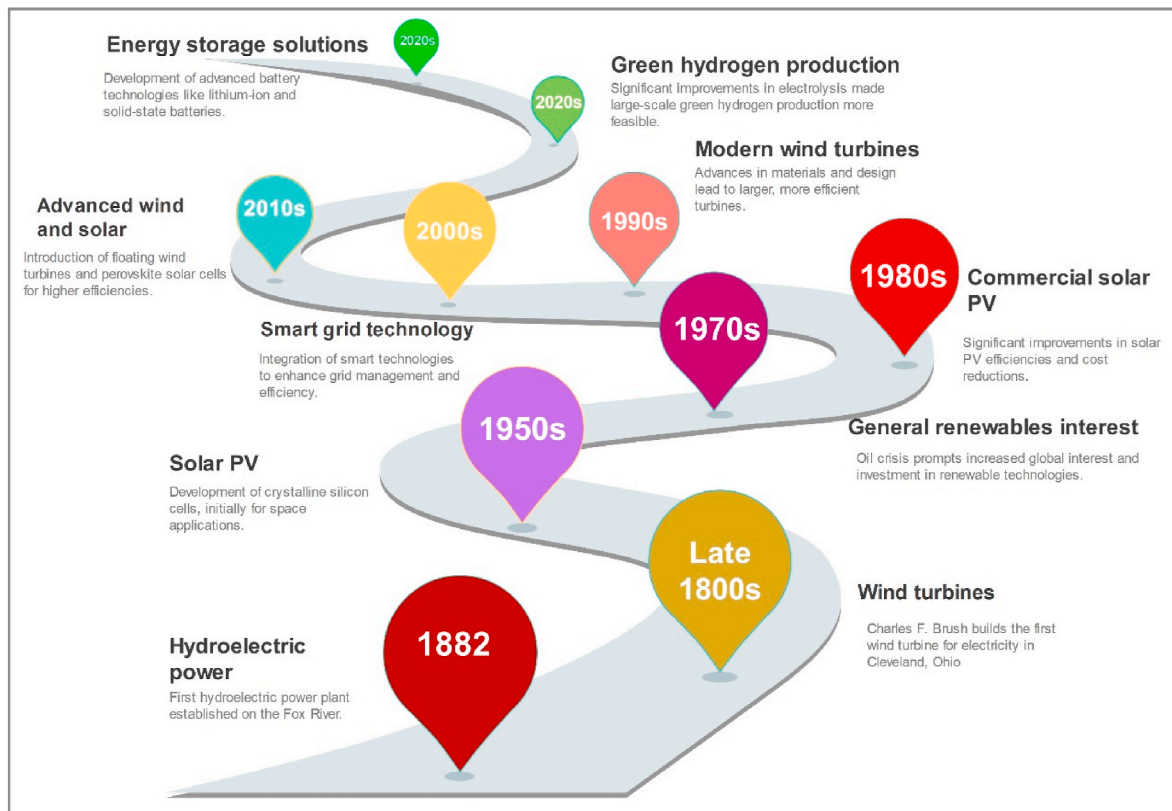 Energy storage solutions
2020s
Development of advanced battery
technologies like lithium-ion and
solid-state batteries.
Green hydrogen production
2020s
Significant improvements in electrolysis made
large-scale green hydrogen production more
feasible.
Modern wind turbines
Advances in materials and design
lead to larger, more efficient
turbines.
1990s
Advanced wind
and solar
2010s
Introduction of floating wind
turbines and perovskite solar cells
for higher efficiencies.
2000s
Smart grid technology
Integration of smart technologies
to enhance grid management and
efficiency.
1980s
Commercial solar
PV
Significant improvements in solar
PV efficiencies and cost
reductions.
1970s
General renewables interest
Oil crisis prompts increased global interest and
investment in renewable technologies.
1950s
Solar PV
Development of crystalline silicon
cells, initially for space
applications.
Late
1800s
Wind turbines
Charles F. Brush builds the first
wind turbine for electricity in
Cleveland, Ohio
1882
Hydroelectric
power
First hydroelectric power plant
established on the Fox River.